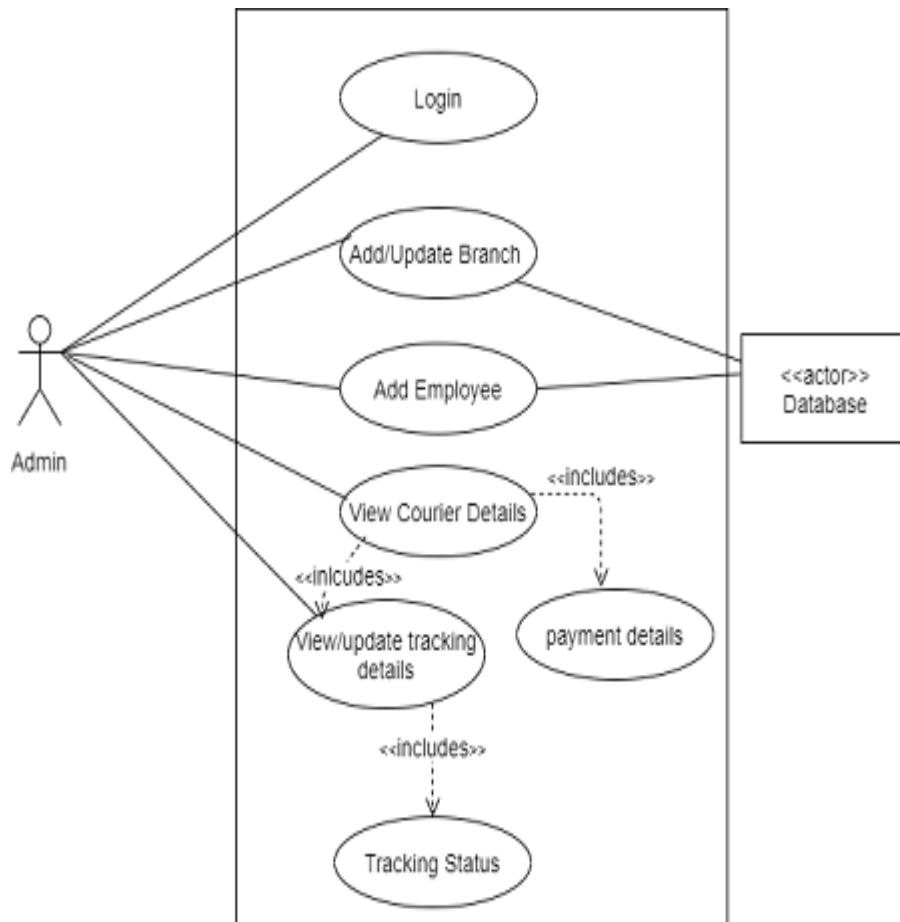 Login
Add/Update Branch
<<actor>>
Database
Add Employee
Admin
<<includes>>
View Courier Details
<<inlcudes>>
View/update tracking
details
payment details
<<includes>>
Tracking Status